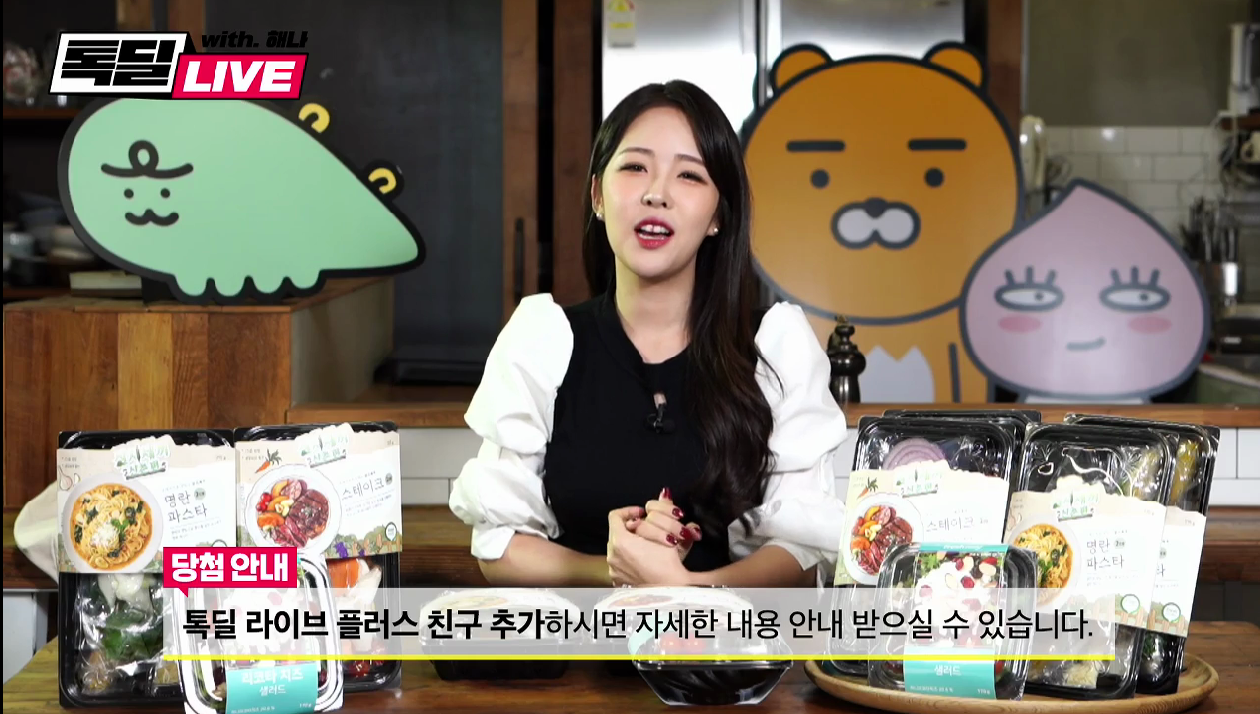 톡딜
with. 해나
LIVE
명란
파스타
스테이크
스테이크
명란
파스타
당첨 안내
톡딜 라이브 플러스 친구 추가하시면 자세한 내용 안내 받으실 수 있습니다.
리코타 치즈
샐러드
샐러드